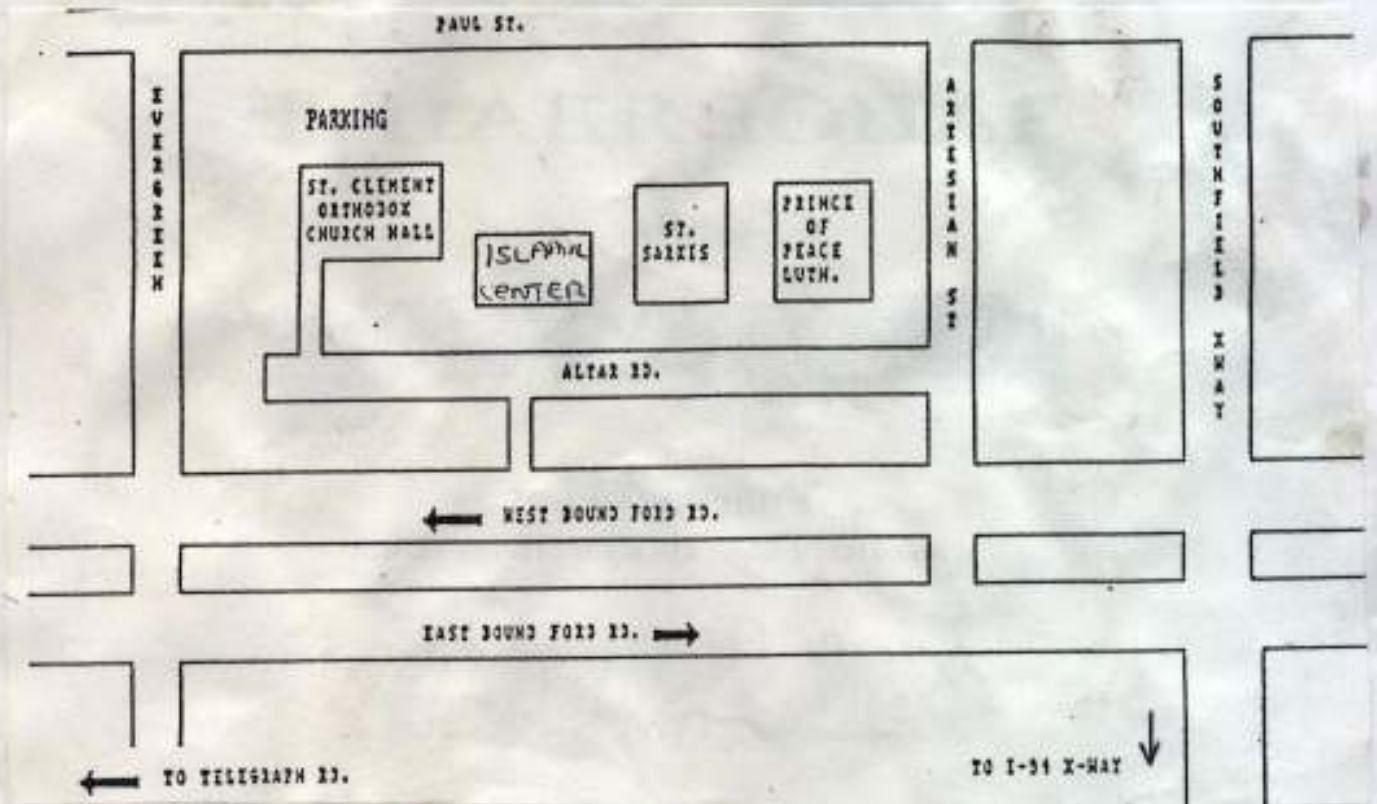 PAUL ST.
EVERGREEN
PARKING
ST. CLEMENT
ORTHODOX
CHURCH HALL
ISLAMIC
CENTER
ST.
SARKIS
PRINCE
OF
PEACE
LUTH.
ARTESIAN ST
SOUTHFIELD XWAY
ALTAR RD.
WEST BOUND FORD RD.
EAST BOUND FORD RD.
TO TELEGRAPH RD.
TO I-94 X-WAY